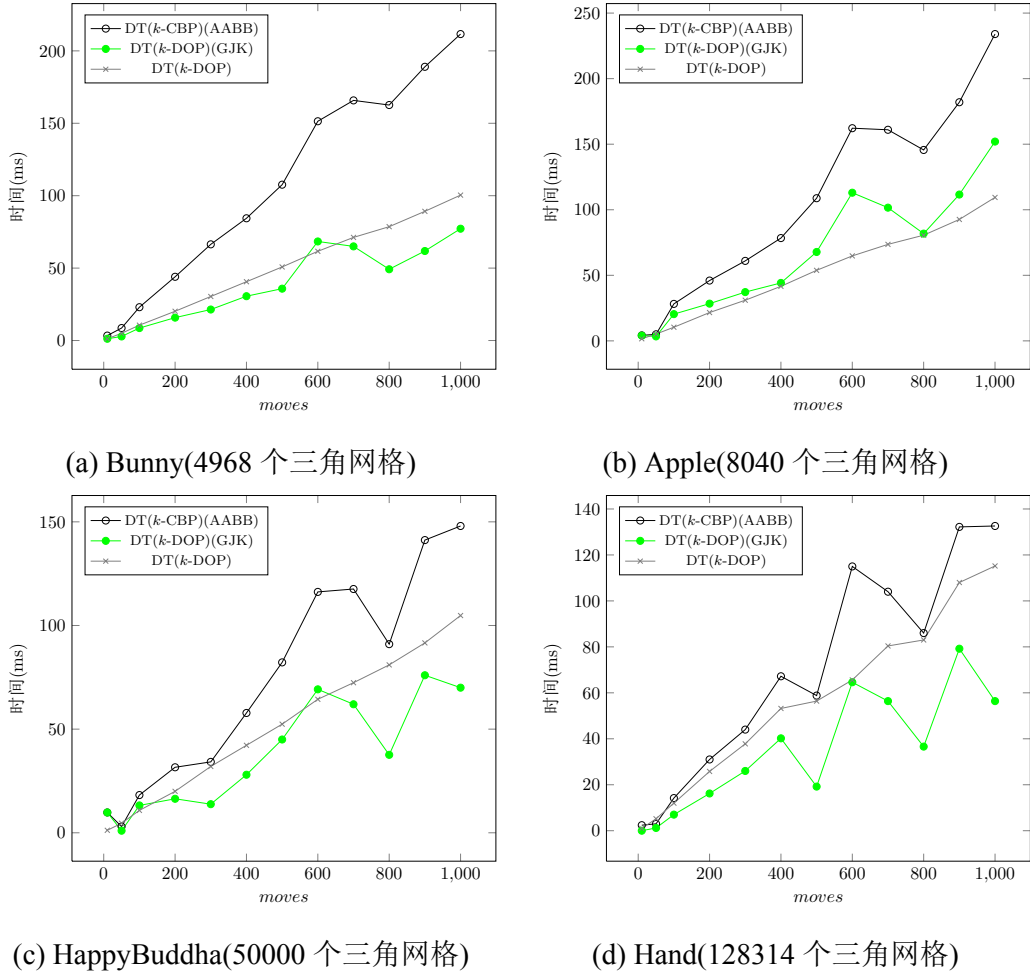 DT(k-CBP)(AABB)
DT(k-DOP)(GJK)
DT(k-DOP)
时间(ms)
200
150
100
50
0
0 200 400 600 800 1,000
moves
(a) Bunny(4968 个三角网格)
DT(k-CBP)(AABB)
DT(k-DOP)(GJK)
DT(k-DOP)
时间(ms)
250
200
150
100
50
0
0 200 400 600 800 1,000
moves
(b) Apple(8040 个三角网格)
DT(k-CBP)(AABB)
DT(k-DOP)(GJK)
DT(k-DOP)
时间(ms)
150
100
50
0
0 200 400 600 800 1,000
moves
(c) HappyBuddha(50000 个三角网格)
DT(k-CBP)(AABB)
DT(k-DOP)(GJK)
DT(k-DOP)
时间(ms)
140
120
100
80
60
40
20
0
0 200 400 600 800 1,000
moves
(d) Hand(128314 个三角网格)